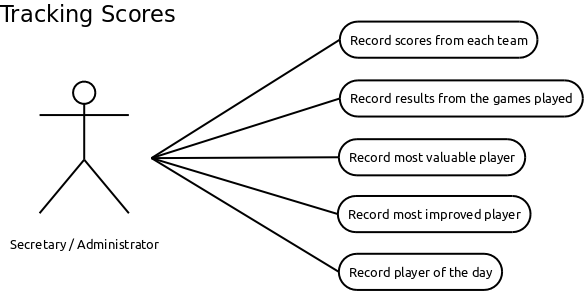 Tracking Scores
Record scores from each team
Record results from the games played
Record most valuable player
Record most improved player
Secretary / Administrator
Record player of the day